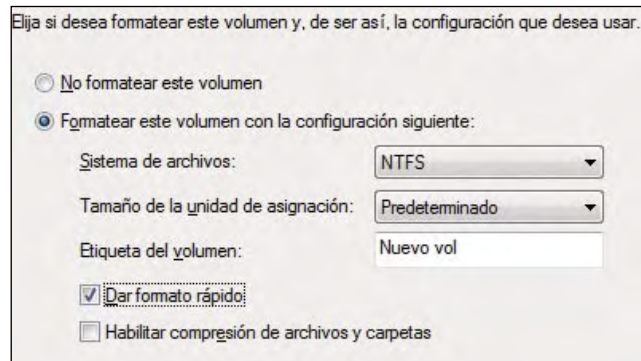 Elija si desea formatear este volumen y, de ser así, la configuración que desea usar.
No formatear este volumen
Formatear este volumen con la configuración siguiente:
Sistema de archivos: NTFS
Tamaño de la unidad de asignación: Predeterminado
Etiqueta del volumen: Nuevo vol
Dar formato rápido
Habilitar compresión de archivos y carpetas